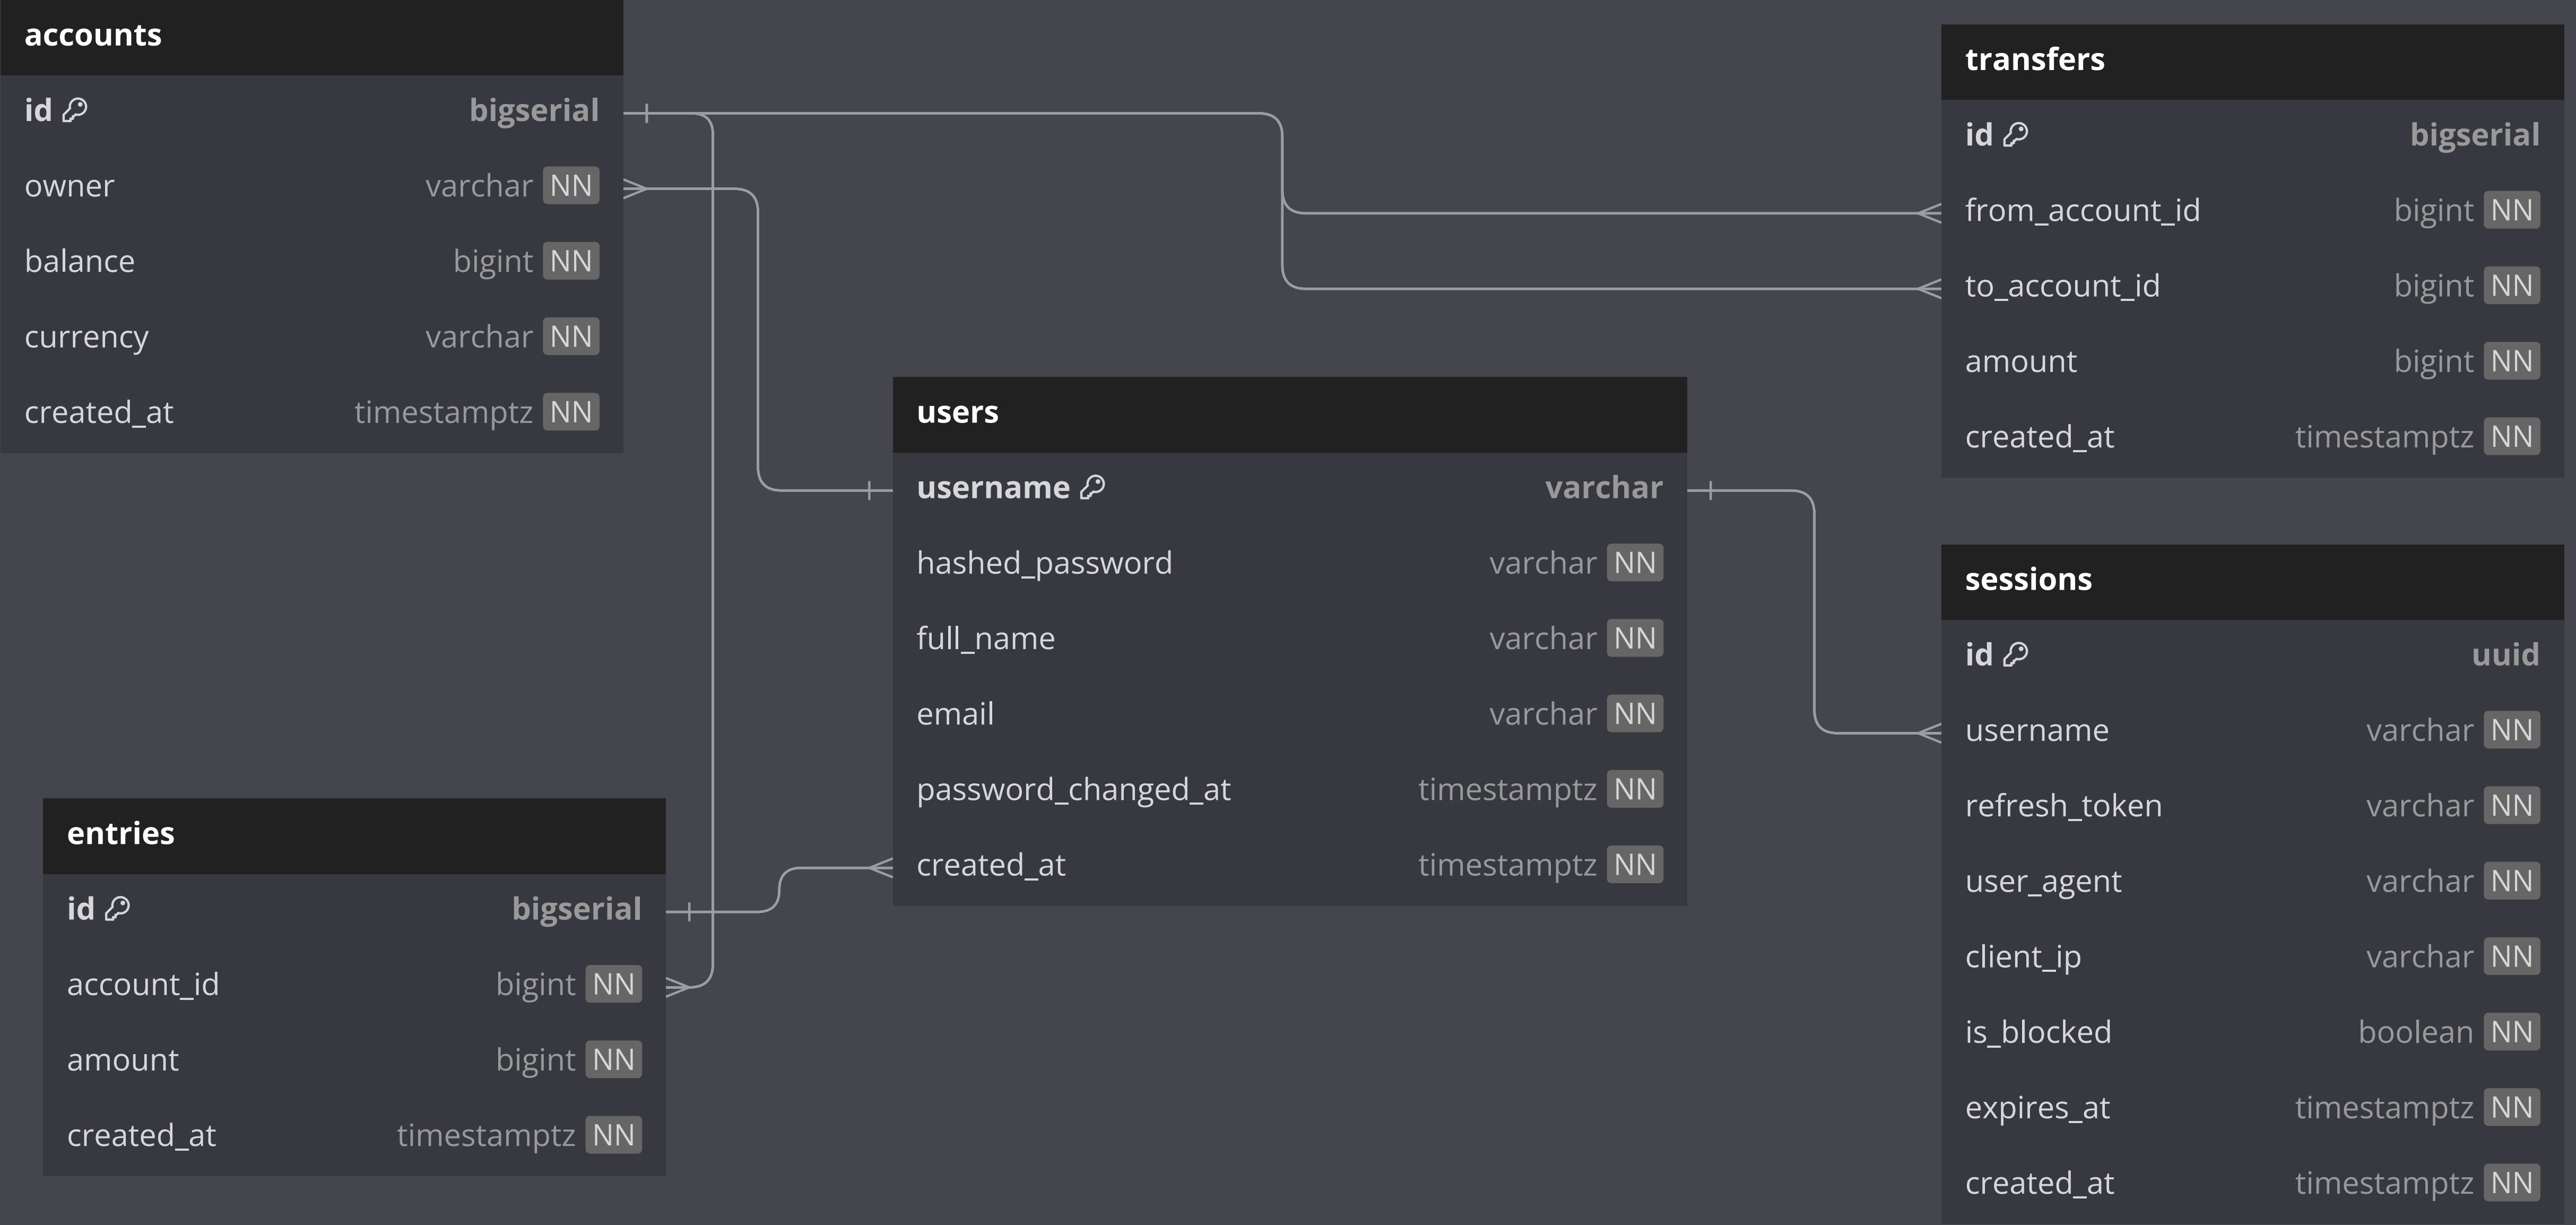 accounts
id bigserial
owner varchar NN
balance bigint NN
currency varchar NN
created_at timestamptz NN
transfers
id bigserial
from_account_id bigint NN
to_account_id bigint NN
amount bigint NN
created_at timestamptz NN
users
username varchar
hashed_password varchar NN
full_name varchar NN
email varchar NN
password_changed_at timestamptz NN
created_at timestamptz NN
sessions
id uuid
username varchar NN
refresh_token varchar NN
user_agent varchar NN
client_ip varchar NN
is_blocked boolean NN
expires_at timestamptz NN
created_at timestamptz NN
entries
id bigserial
account_id bigint NN
amount bigint NN
created_at timestamptz NN